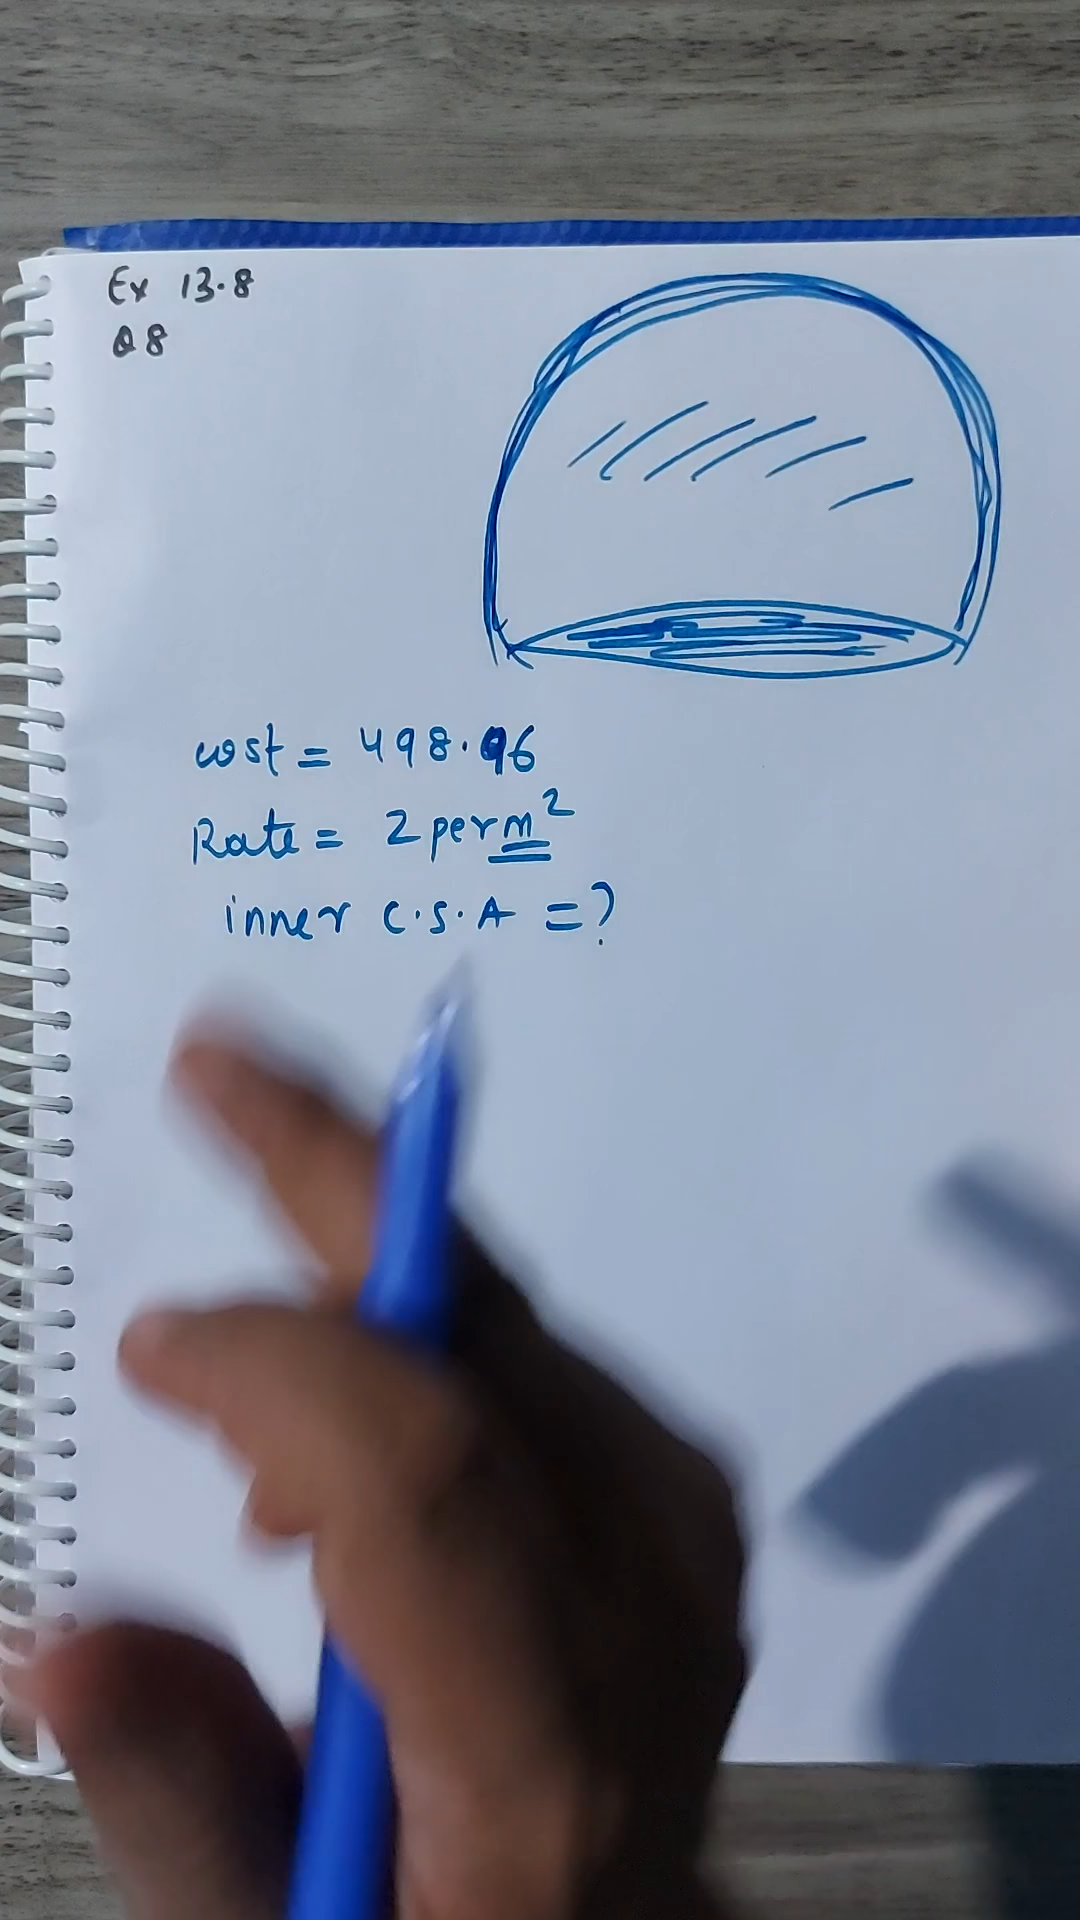 Ex 13.8
Q8
cost = 498.96
Rate = 2 per m²
inner C.S.A = ?